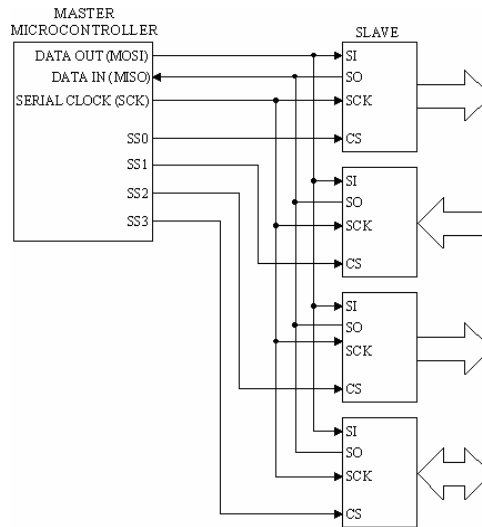 MASTER
MICROCONTROLLER
SLAVE
DATA OUT (MOSI)
DATA IN (MISO)
SERIAL CLOCK (SCK)
SS0
SS1
SS2
SS3
SI
SO
SCK
CS
SI
SO
SCK
CS
SI
SO
SCK
CS
SI
SO
SCK
CS